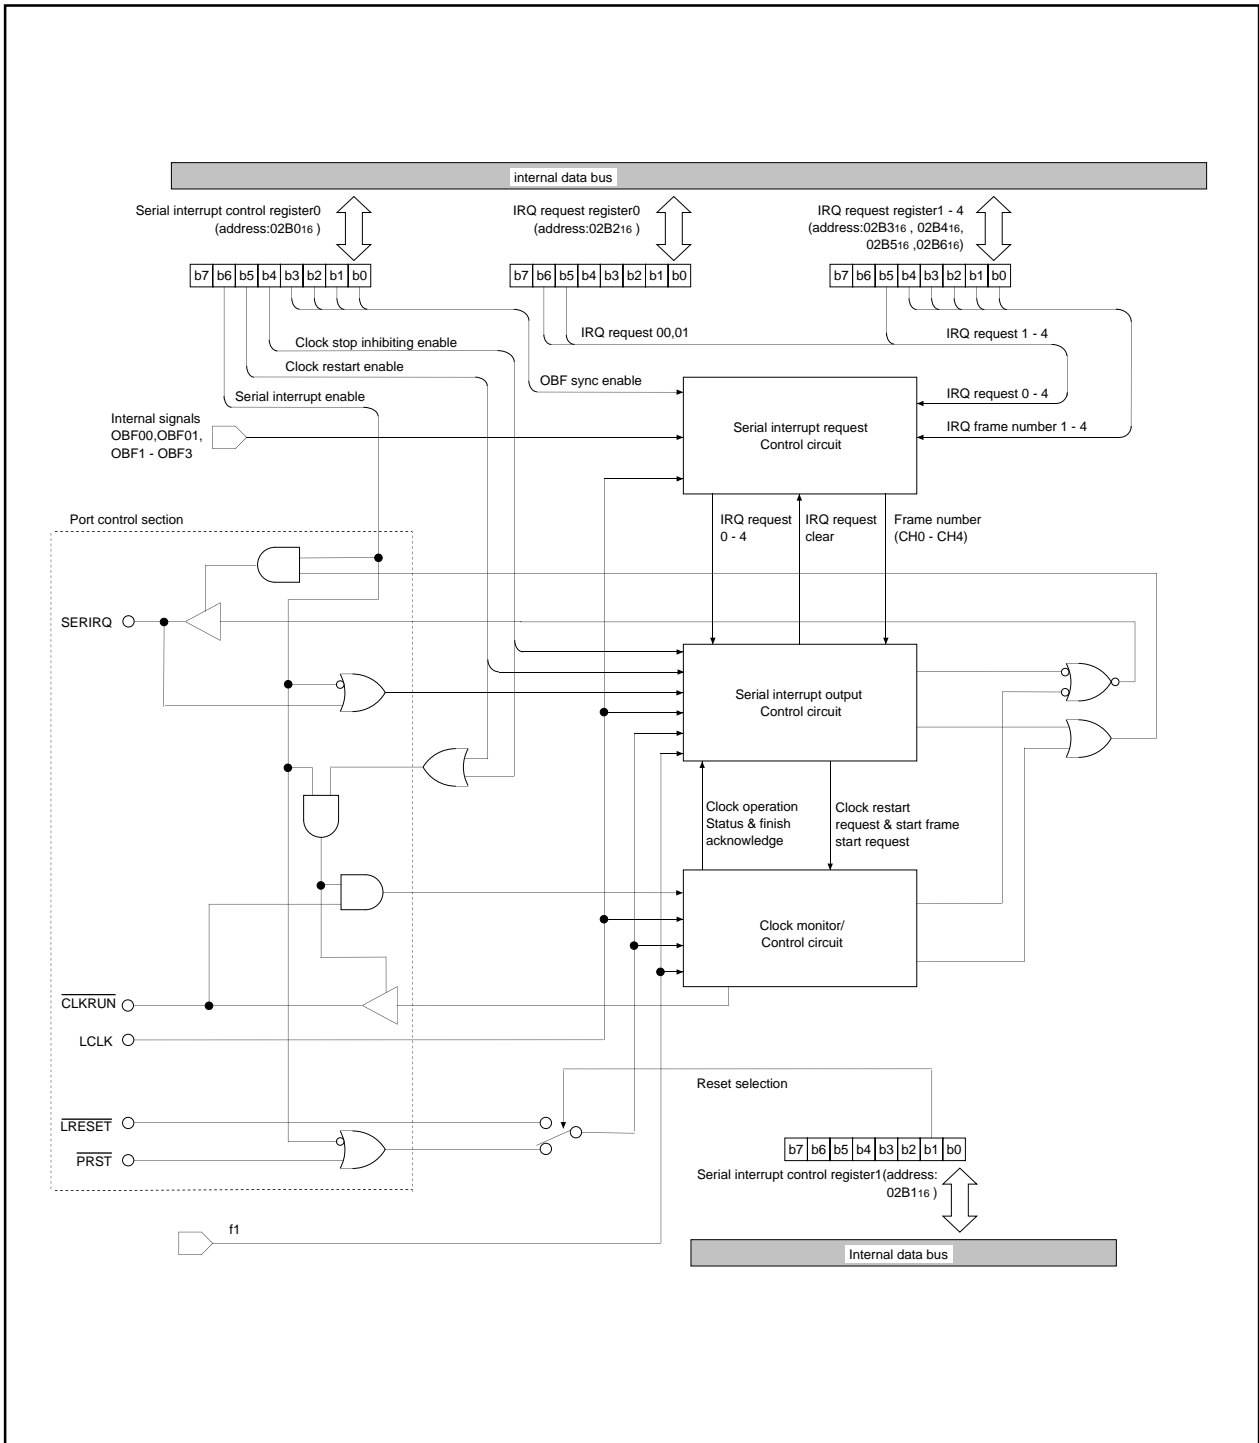 internal data bus
Serial interrupt control register0
(address:02B016 )
IRQ request register0
(address:02B216 )
IRQ request register1 - 4
(address:02B316 , 02B416,
02B516 ,02B616)
b7 b6 b5 b4 b3 b2 b1 b0
b7 b6 b5 b4 b3 b2 b1 b0
b7 b6 b5 b4 b3 b2 b1 b0
Clock stop inhibiting enable
IRQ request 00,01
IRQ request 1 - 4
Clock restart enable
OBF sync enable
Serial interrupt enable
IRQ request 0 - 4
Internal signals
OBF00,OBF01,
OBF1 - OBF3
Serial interrupt request
Control circuit
IRQ frame number 1 - 4
Port control section
IRQ request
0 - 4
IRQ request
clear
Frame number
(CH0 - CH4)
SERIRQ
Serial interrupt output
Control circuit
Clock operation
Status & finish
acknowledge
Clock restart
request & start frame
start request
Clock monitor/
Control circuit
CLKRUN
LCLK
Reset selection
LRESET
PRST
b7 b6 b5 b4 b3 b2 b1 b0
Serial interrupt control register1(address:
02B116 )
f1
Internal data bus